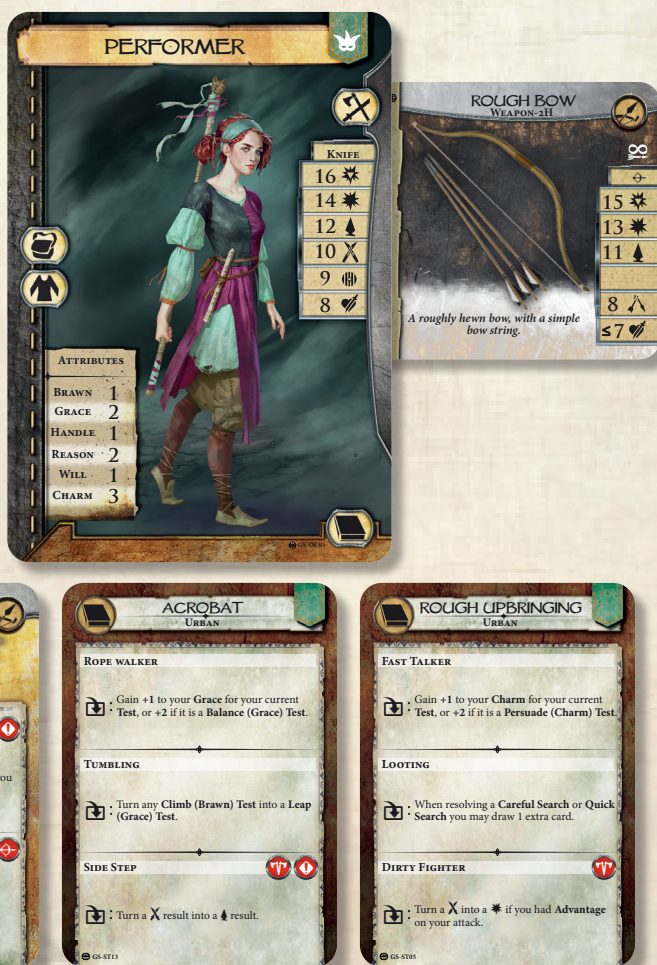 PERFORMER
KNIFE
16
14
12
10
9
8
ATTRIBUTES
BRAWN 1
GRACE 2
HANDLE 1
REASON 2
WILL 1
CHARM 3
ROUGH BOW
WEAPON-2H
15
13
11
8
≤7
A roughly hewn bow, with a simple
bow string.
ou
ACROBAT
URBAN
ROPE WALKER
: Gain +1 to your Grace for your current
Test, or +2 if it is a Balance (Grace) Test.
TUMBLING
: Turn any Climb (Brawn) Test into a Leap
(Grace) Test.
SIDE STEP
: Turn a result into a result.
GS-ST13
ROUGH UPBRINGING
URBAN
FAST TALKER
: Gain +1 to your Charm for your current
Test, or +2 if it is a Persuade (Charm) Test.
LOOTING
: When resolving a Careful Search or Quick
Search you may draw 1 extra card.
DIRTY FIGHTER
: Turn a into a if you had Advantage
on your attack.
GS-ST05